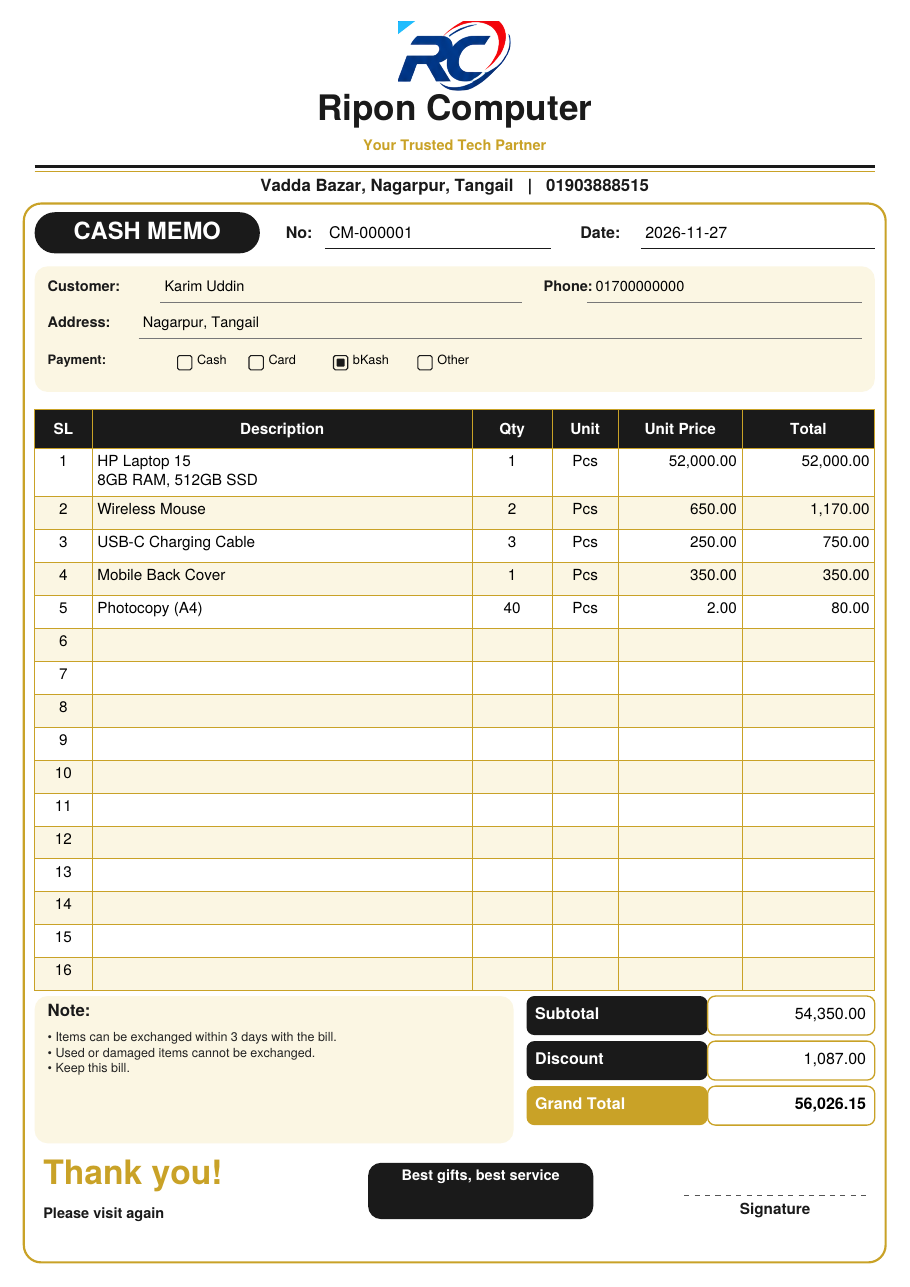 RC
Ripon Computer
Your Trusted Tech Partner
Vadda Bazar, Nagarpur, Tangail | 01903888515
CASH MEMO No: CM-000001 Date: 2026-11-27
Customer: Karim Uddin Phone: 01700000000
Address: Nagarpur, Tangail
Payment: Cash Card bKash Other
SL Description Qty Unit Unit Price Total
1 HP Laptop 15 1 Pcs 52,000.00 52,000.00
8GB RAM, 512GB SSD
2 Wireless Mouse 2 Pcs 650.00 1,170.00
3 USB-C Charging Cable 3 Pcs 250.00 750.00
4 Mobile Back Cover 1 Pcs 350.00 350.00
5 Photocopy (A4) 40 Pcs 2.00 80.00
6
7
8
9
10
11
12
13
14
15
16
Note:
• Items can be exchanged within 3 days with the bill.
• Used or damaged items cannot be exchanged.
• Keep this bill.
Subtotal 54,350.00
Discount 1,087.00
Grand Total 56,026.15
Thank you!
Please visit again
Best gifts, best service
Signature